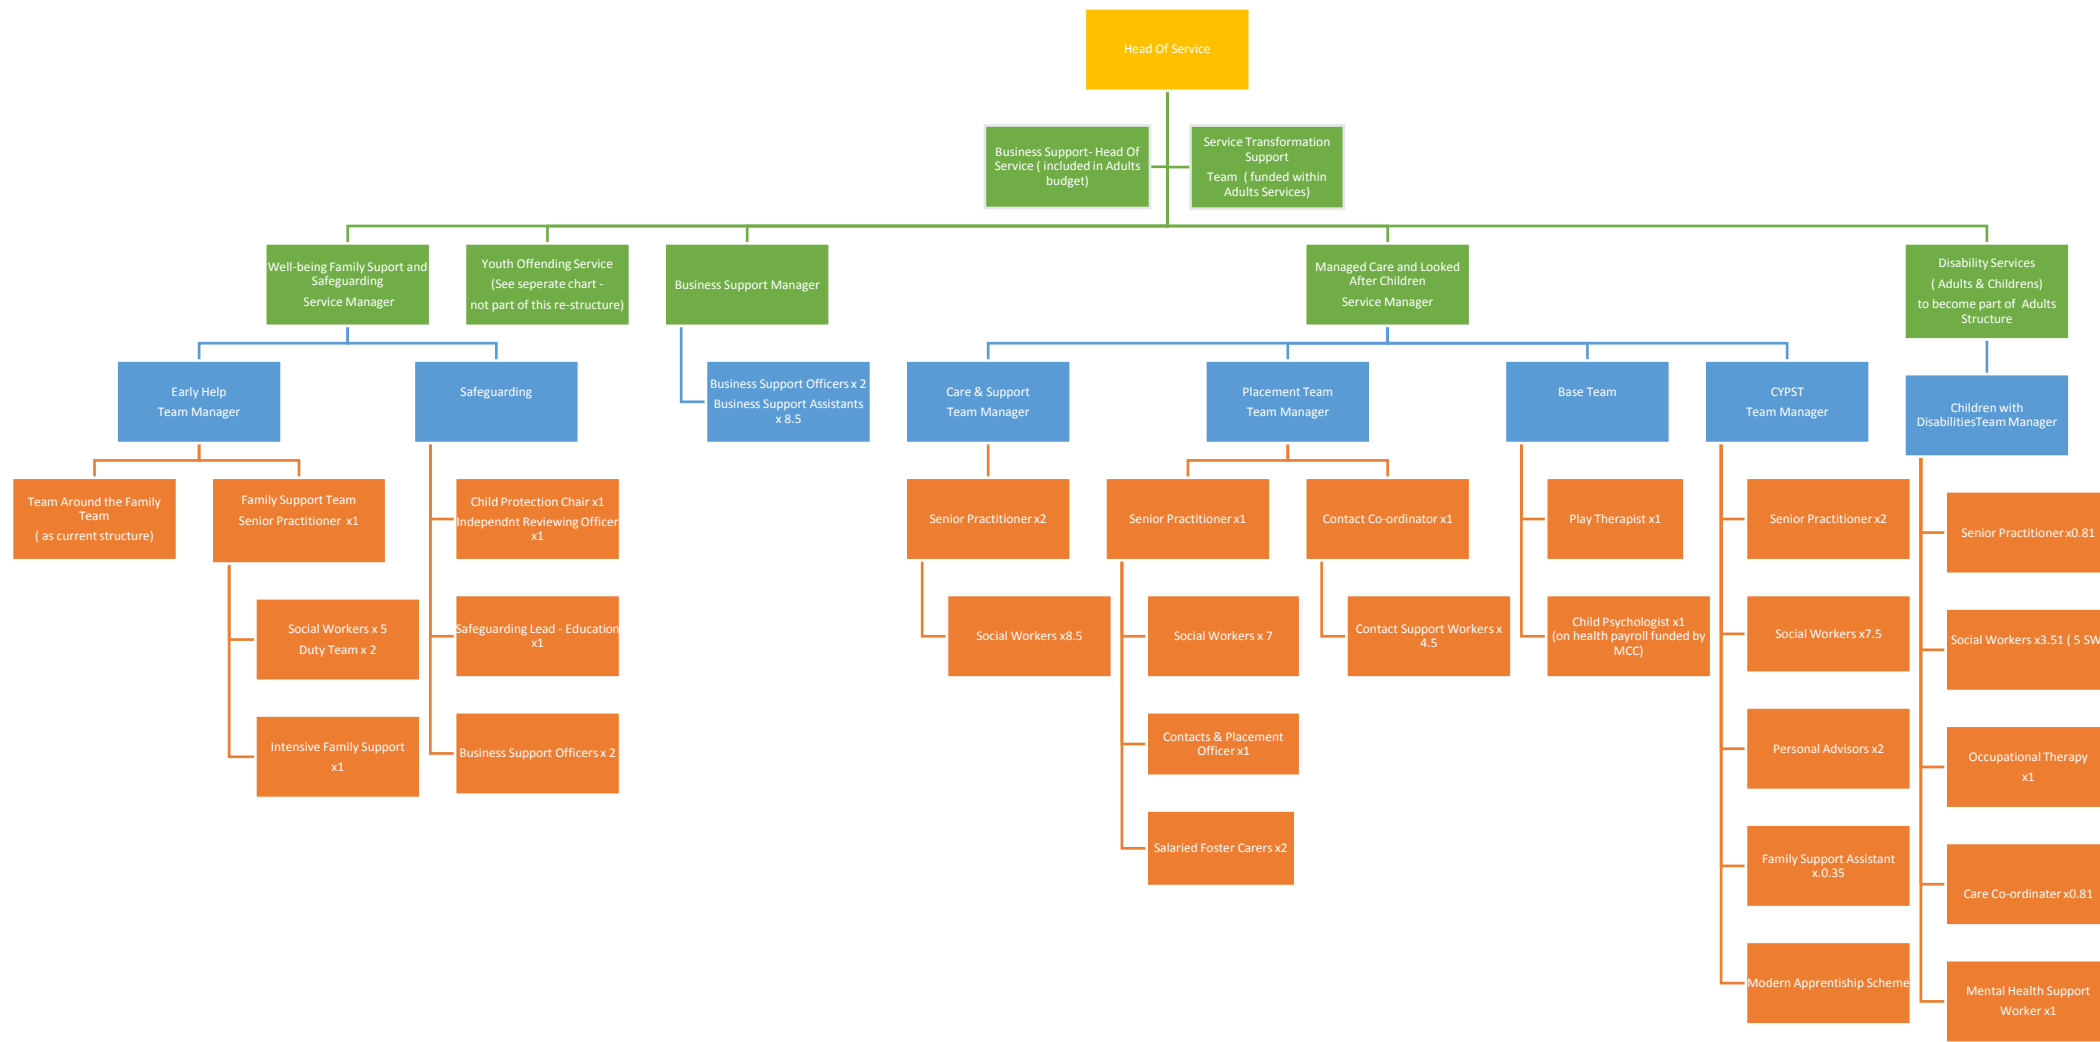 Head Of Service
Business Support- Head Of
Service ( included in Adults
budget)
Service Transformation
Support
Team  ( funded within
Adults Services)
Well-being Family Suport and
Safeguarding
Service Manager
Youth Offending Service
(See seperate chart -
not part of this re-structure)
Business Support Manager
Managed Care and Looked
After Children
Service Manager
Disability Services
( Adults & Childrens)
to become part of  Adults
Structure
Early Help
Team Manager
Safeguarding
Business Support Officers x 2
Business Support Assistants
x 8.5
Care & Support
Team Manager
Placement Team
Team Manager
Base Team
CYPST
Team Manager
Children with
DisabilitiesTeam Manager
Team Around the Family
Team
( as current structure)
Family Support Team
Senior Practitioner  x1
Child Protection Chair x1
Independnt Reviewing Officer
x1
Senior Practitioner x2
Senior Practitioner x1
Contact Co-ordinator x1
Play Therapist x1
Senior Practitioner x2
Senior Practitioner x0.81
Social Workers x 5
Duty Team x 2
Safeguarding Lead - Education
x1
Social Workers x8.5
Social Workers x 7
Contact Support Workers x
4.5
Child Psychologist x1
(on health payroll funded by
MCC)
Social Workers x7.5
Social Workers x3.51 ( 5 SW
Intensive Family Support
x1
Business Support Officers x 2
Contacts & Placement
Officer x1
Personal Advisors x2
Occupational Therapy
x1
Salaried Foster Carers x2
Family Support Assistant
x.0.35
Care Co-ordinater x0.81
Modern Apprentiship Scheme
Mental Health Support
Worker x1